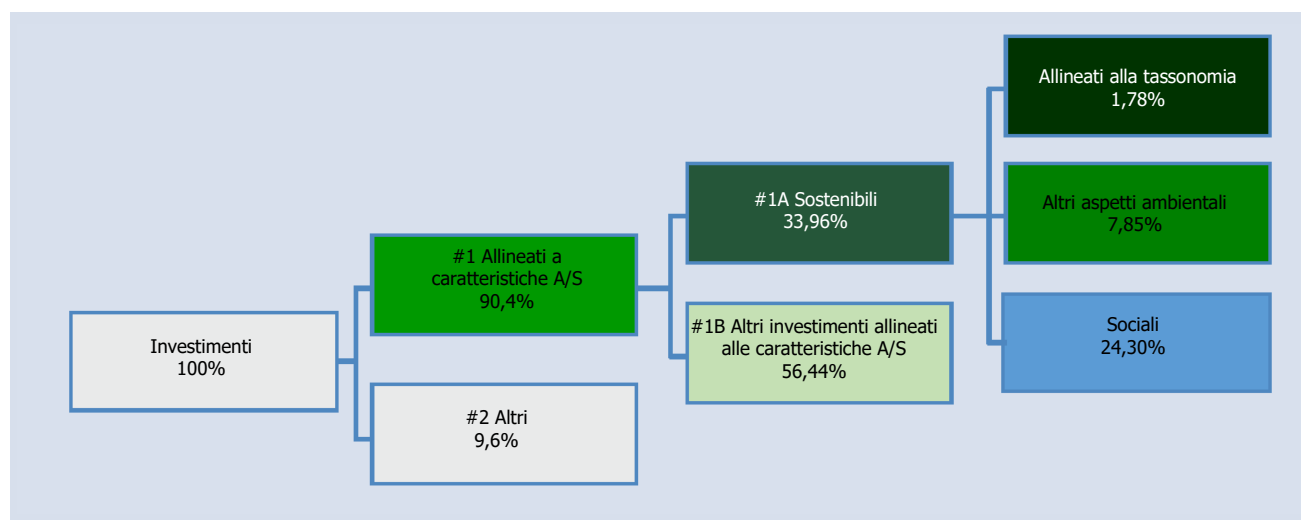 Investimenti
100%
#1 Allineati a
caratteristiche A/S
90,4%
#2 Altri
9,6%
#1A Sostenibili
33,96%
#1B Altri investimenti allineati
alle caratteristiche A/S
56,44%
Allineati alla tassonomia
1,78%
Altri aspetti ambientali
7,85%
Sociali
24,30%